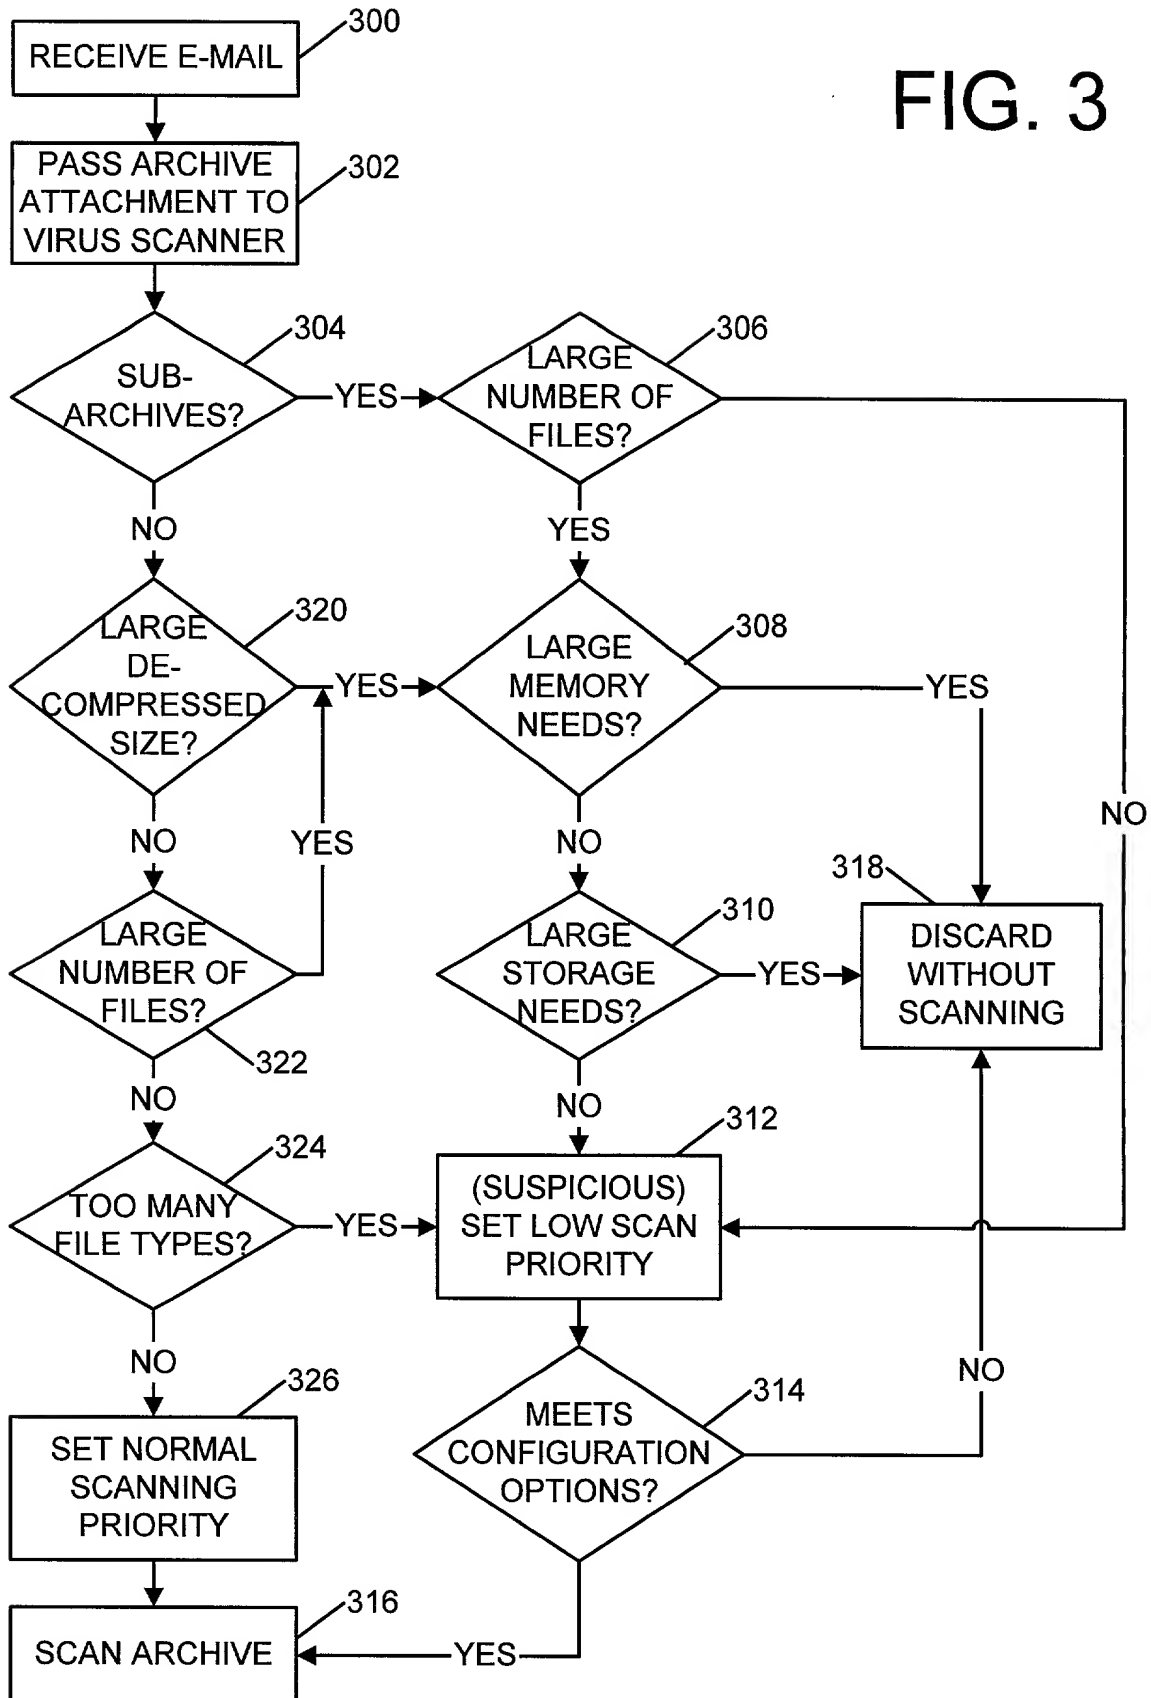 300
RECEIVE E-MAIL
FIG. 3
PASS ARCHIVE
ATTACHMENT TO
VIRUS SCANNER
302
304
SUB-
ARCHIVES?
YES
306
LARGE
NUMBER OF
FILES?
NO
YES
320
LARGE
DE-
COMPRESSED
SIZE?
YES
308
LARGE
MEMORY
NEEDS?
YES
NO
YES
NO
NO
318
DISCARD
WITHOUT
SCANNING
LARGE
NUMBER OF
FILES?
322
310
LARGE
STORAGE
NEEDS?
YES
NO
NO
324
TOO MANY
FILE TYPES?
YES
312
(SUSPICIOUS)
SET LOW SCAN
PRIORITY
NO
NO
326
SET NORMAL
SCANNING
PRIORITY
314
MEETS
CONFIGURATION
OPTIONS?
316
SCAN ARCHIVE
YES